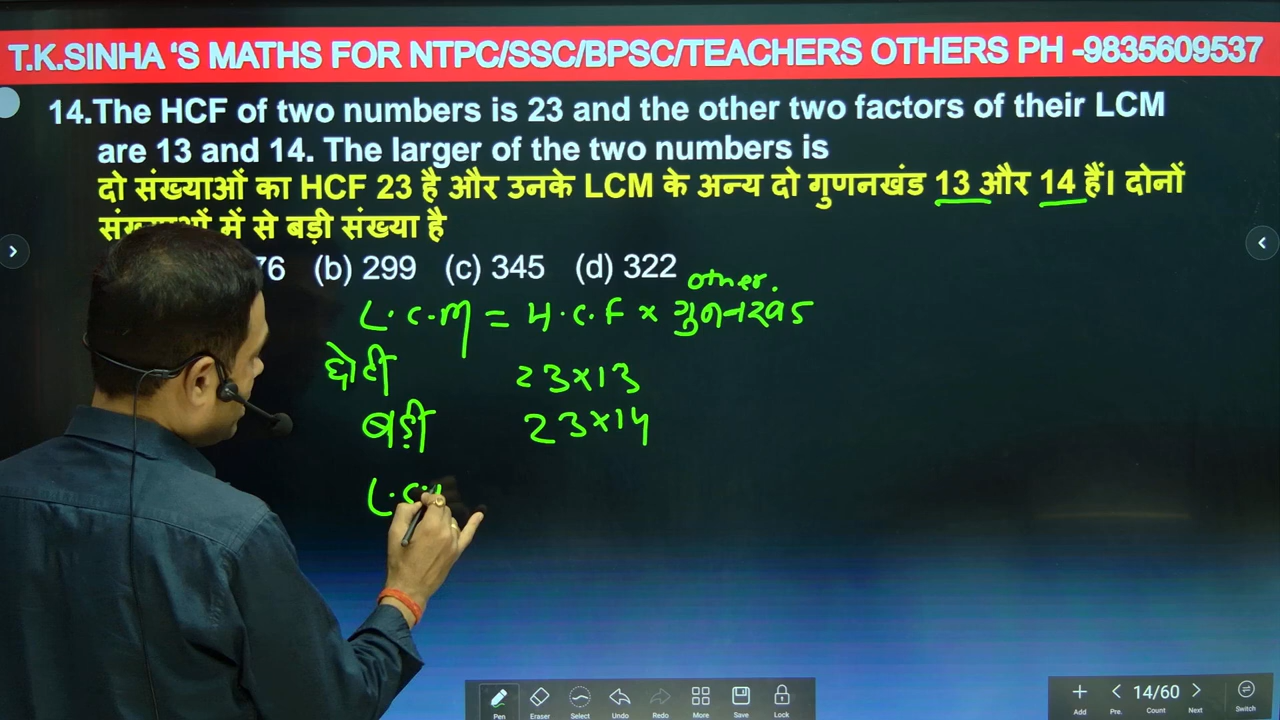 T.K.SINHA 'S MATHS FOR NTPC/SSC/BPSC/TEACHERS OTHERS PH -9835609537
14.The HCF of two numbers is 23 and the other two factors of their LCM
are 13 and 14. The larger of the two numbers is
दो संख्याओं का HCF 23 है और उनके LCM के अन्य दो गुणनखंड 13 और 14 हैं। दोनों
संख्याओं में से बड़ी संख्या है
76 (b) 299 (c) 345 (d) 322
other.
L.C.M = H.C.F × गुणनखण्ड
छोटी 23×13
बड़ी 23×14
L.C
Pen Eraser Select Undo Redo More Save Lock
14/60
Add Pre. Count Next Switch